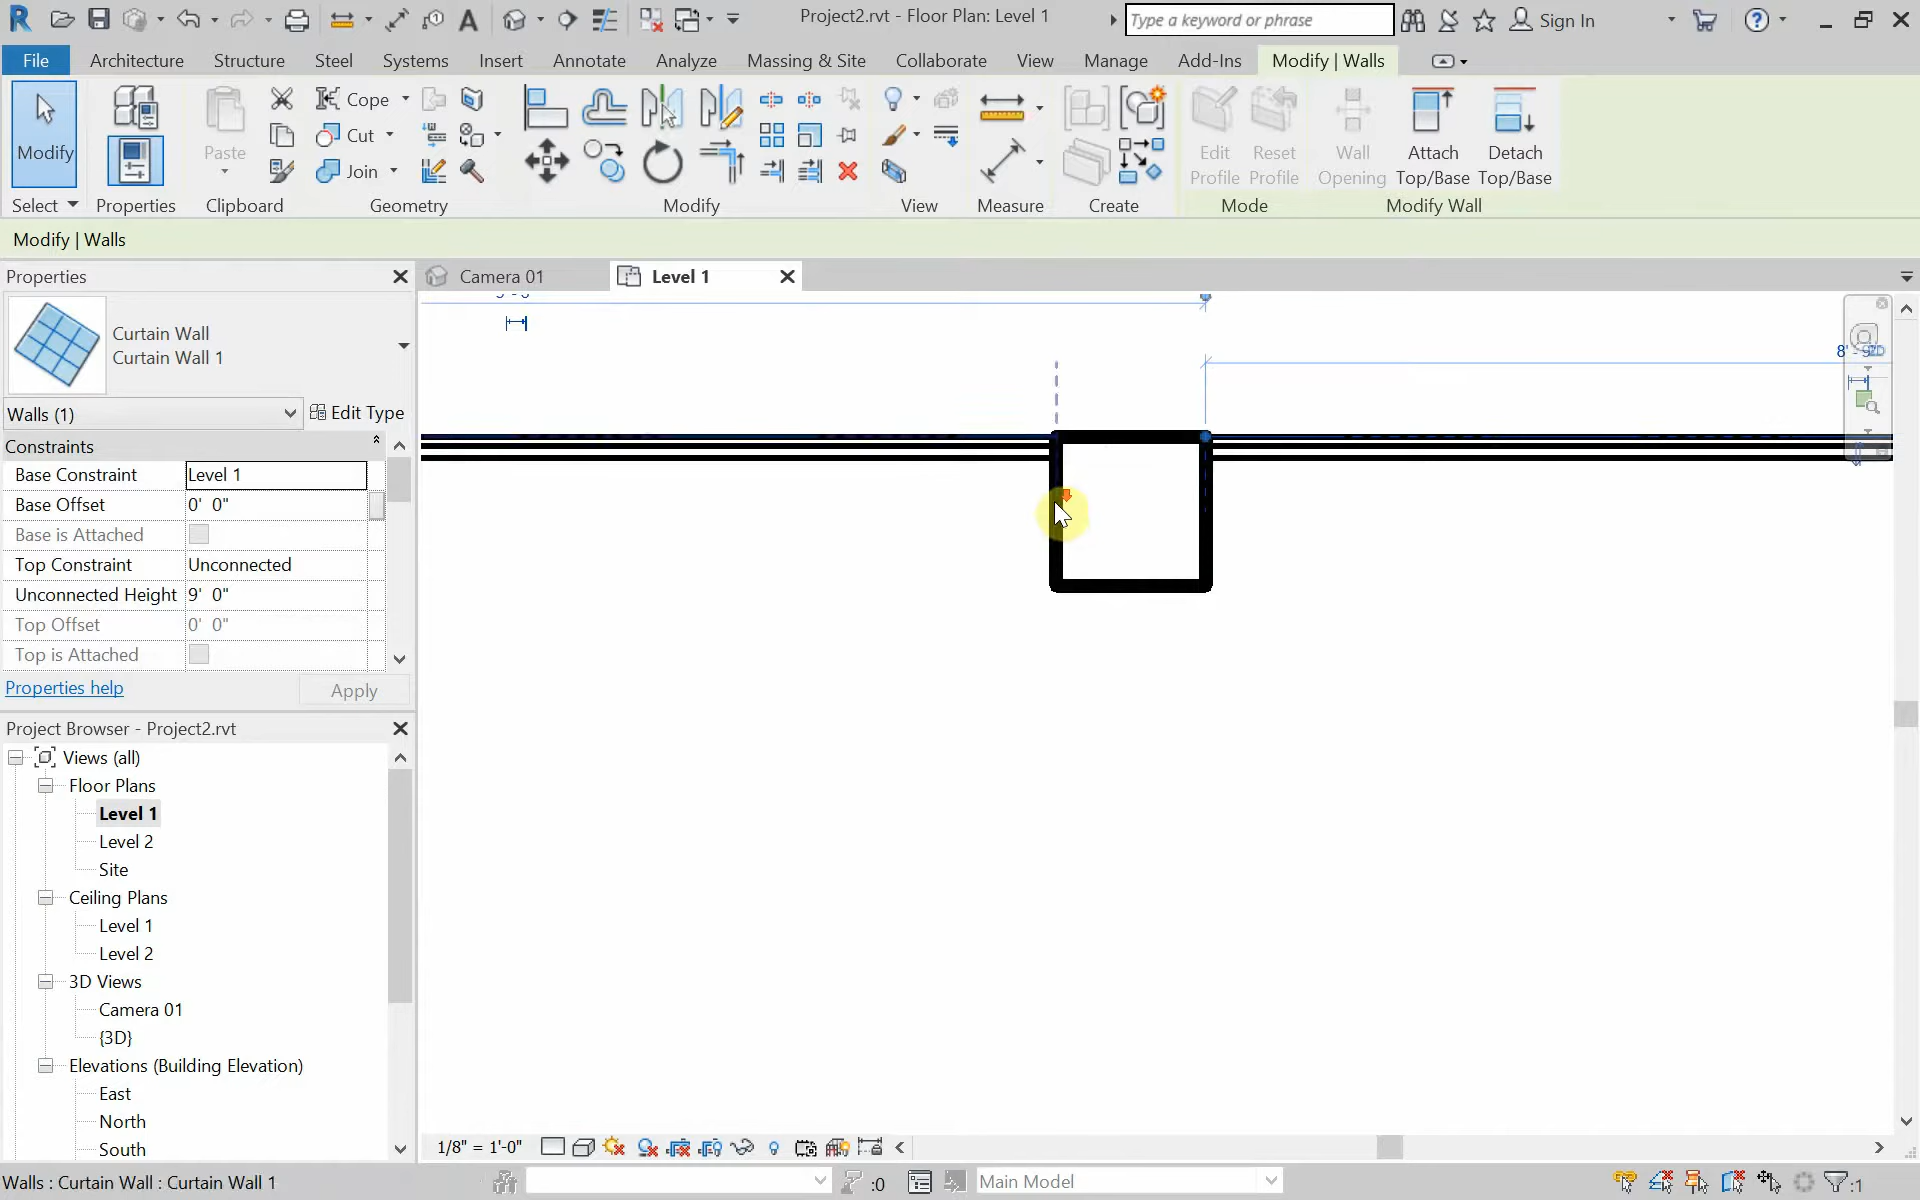 Project2.rvt - Floor Plan: Level 1
Type a keyword or phrase
Sign In
File
Architecture
Structure
Steel
Systems
Insert
Annotate
Analyze
Massing & Site
Collaborate
View
Manage
Add-Ins
Modify | Walls
Modify
Paste
Cope
Cut
Join
Edit Profile
Reset Profile
Wall Opening
Attach Top/Base
Detach Top/Base
Select
Properties
Clipboard
Geometry
Modify
View
Measure
Create
Mode
Modify Wall
Modify | Walls
Properties
Camera 01
Level 1
Curtain Wall
Curtain Wall 1
Walls (1)
Edit Type
Constraints
Base Constraint Level 1
Base Offset 0' 0"
Base is Attached
Top Constraint Unconnected
Unconnected Height 9' 0"
Top Offset 0' 0"
Top is Attached
Properties help
Apply
Project Browser - Project2.rvt
Views (all)
Floor Plans
Level 1
Level 2
Site
Ceiling Plans
Level 1
Level 2
3D Views
Camera 01
{3D}
Elevations (Building Elevation)
East
North
South
1/8" = 1'-0"
Walls : Curtain Wall : Curtain Wall 1
:0
Main Model
:1